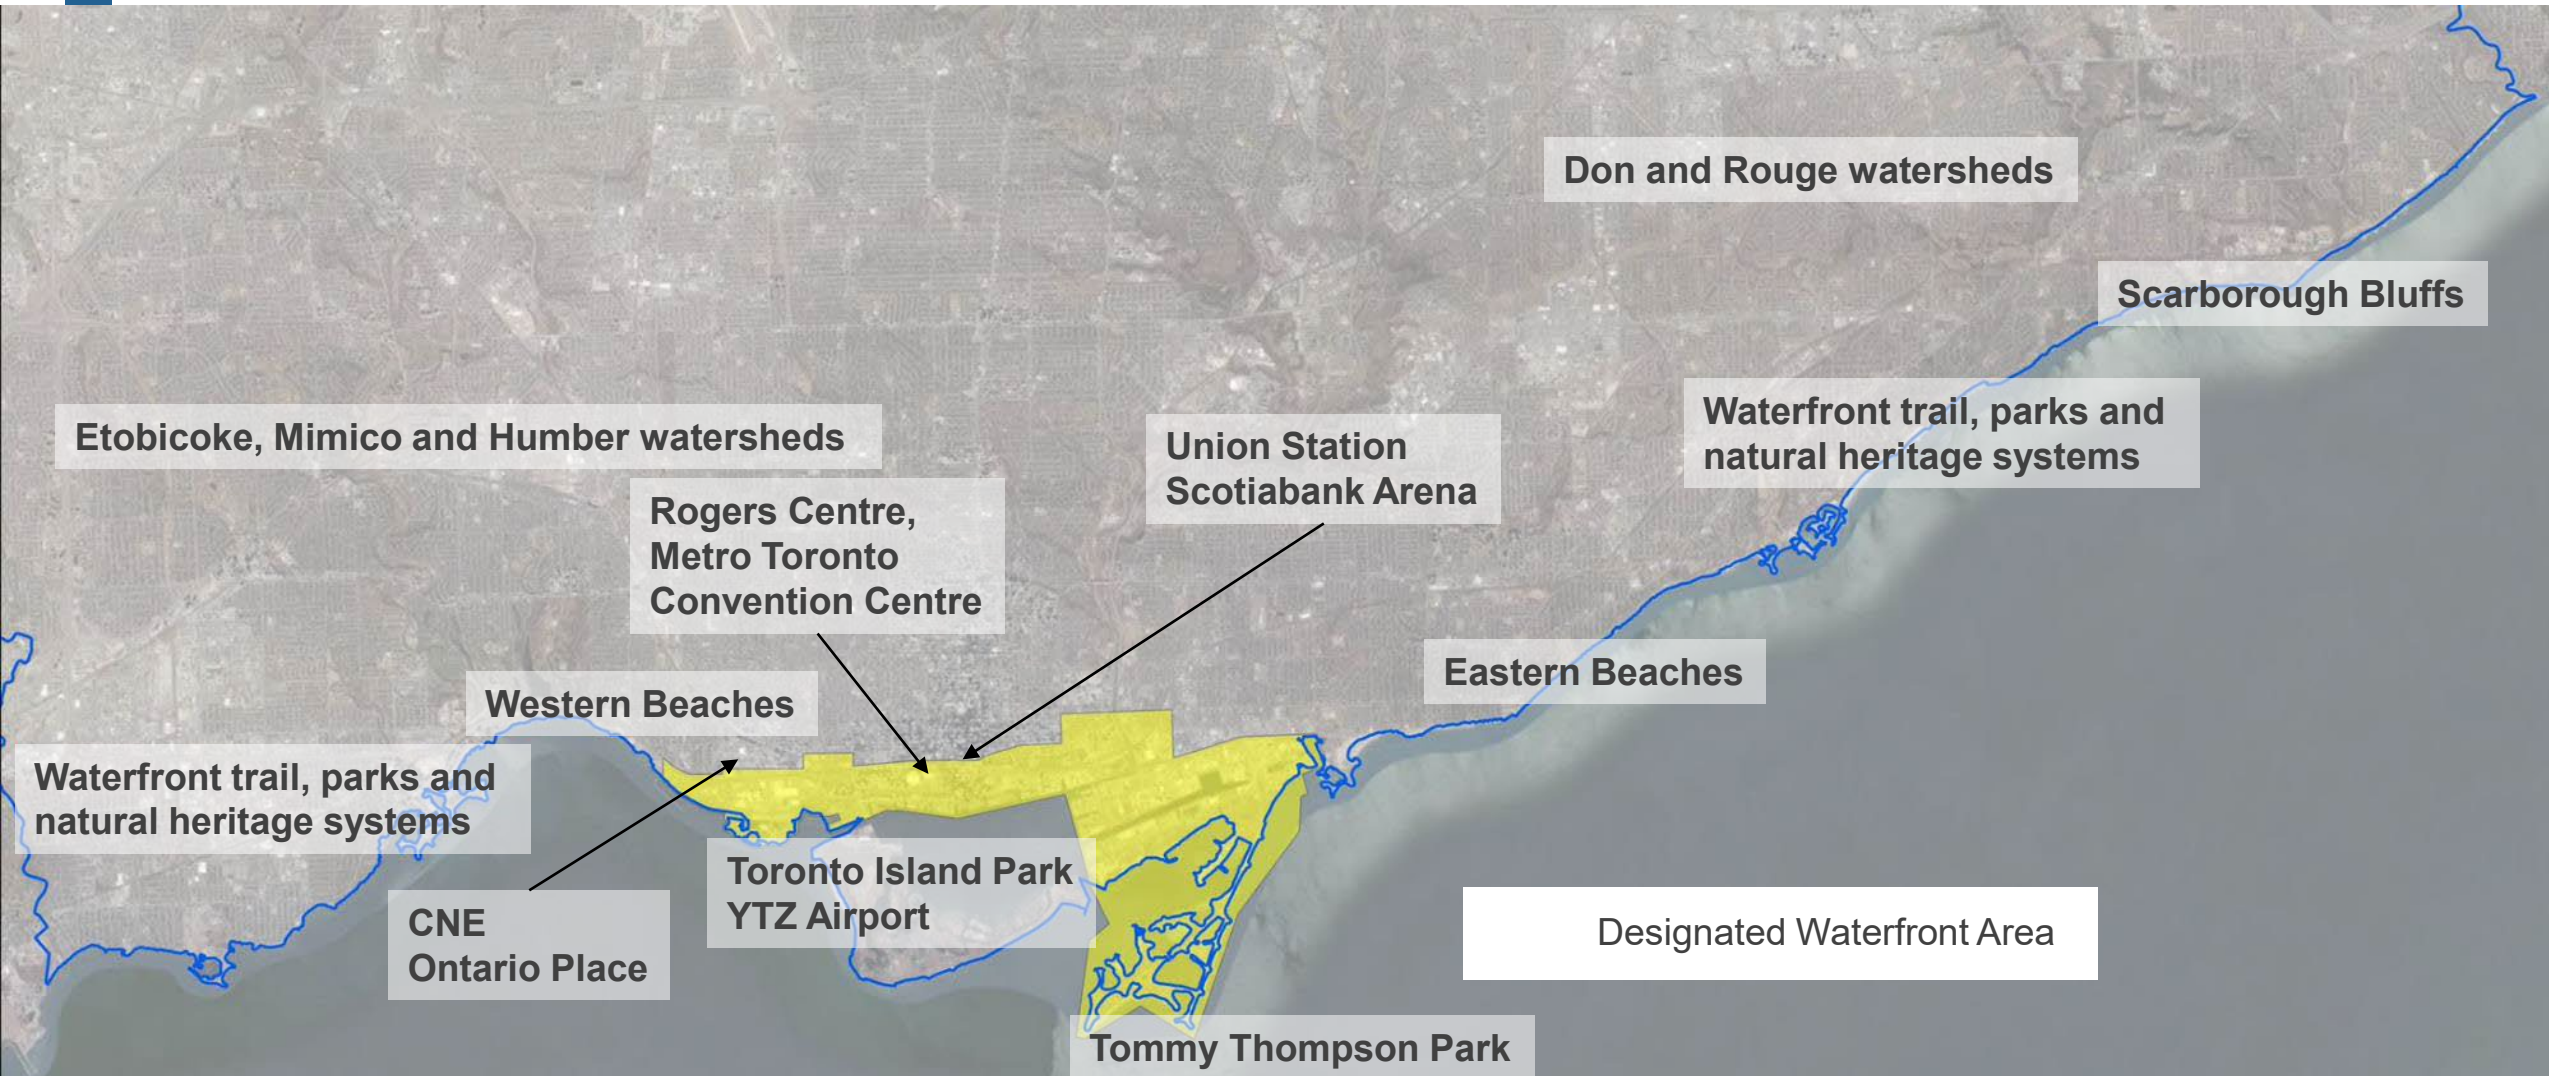 Don and Rouge watersheds
Scarborough Bluffs
Waterfront trail, parks and
natural heritage systems
Etobicoke, Mimico and Humber watersheds
Union Station
Scotiabank Arena
Rogers Centre,
Metro Toronto
Convention Centre
Eastern Beaches
Western Beaches
Waterfront trail, parks and
natural heritage systems
Toronto Island Park
YTZ Airport
CNE
Ontario Place
Designated Waterfront Area
Tommy Thompson Park